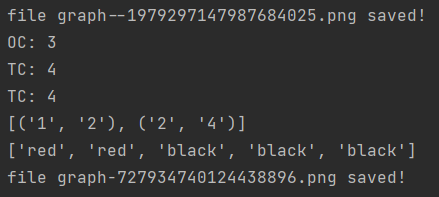 file graph--1979297147987684025.png saved!
OC: 3
TC: 4
TC: 4
[('1', '2'), ('2', '4')]
['red', 'red', 'black', 'black', 'black']
file graph-727934740124438896.png saved!